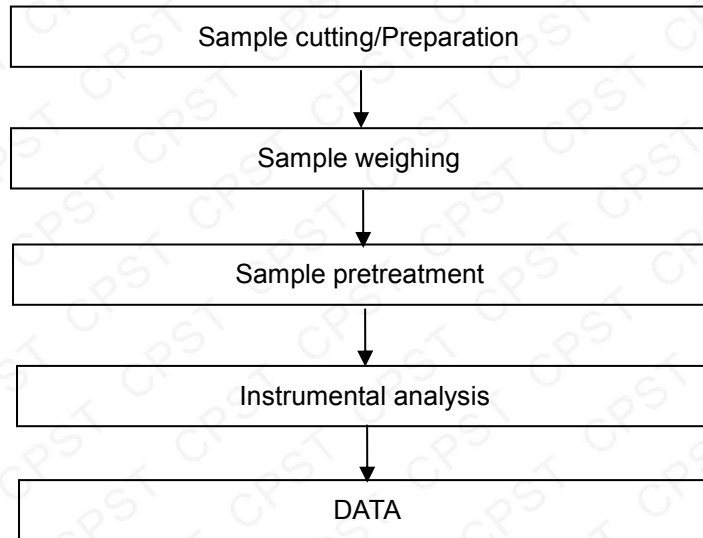 Sample cutting/Preparation
Sample weighing
Sample pretreatment
Instrumental analysis
DATA